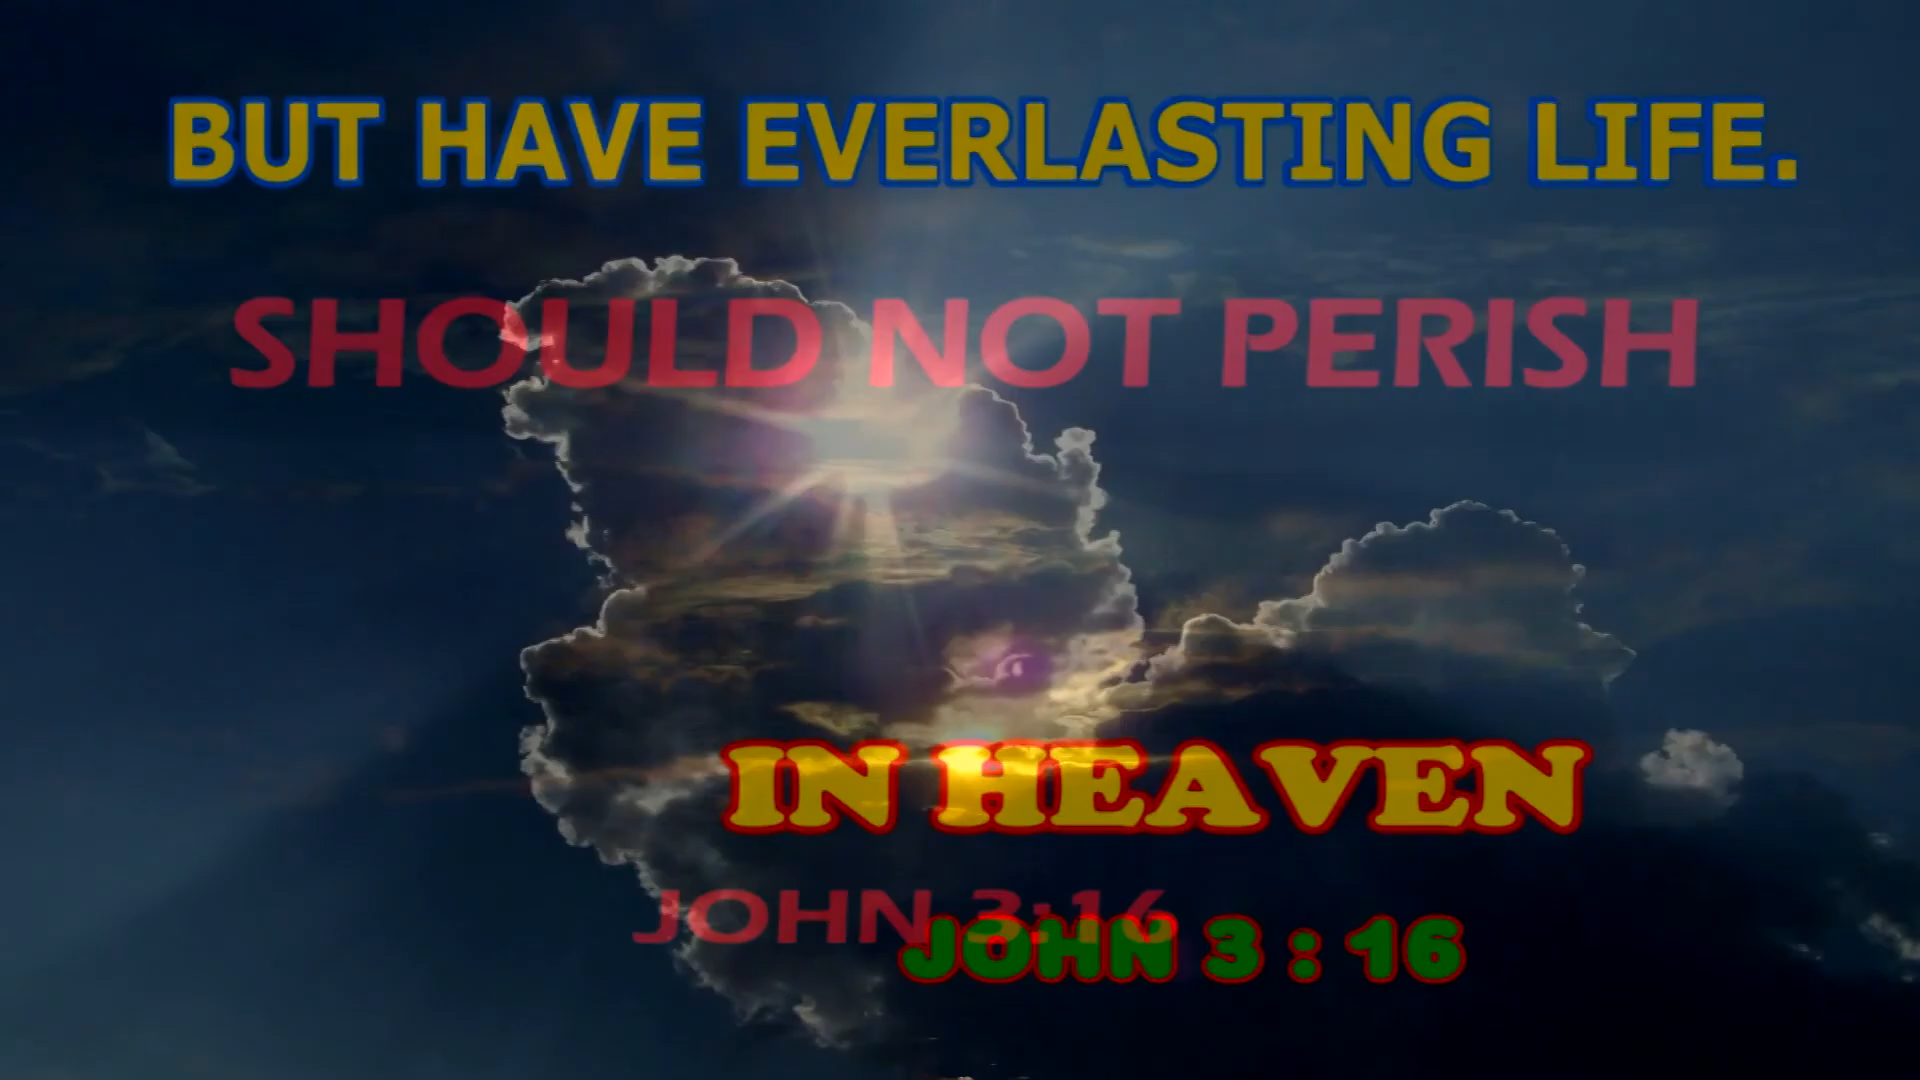 BUT HAVE EVERLASTING LIFE.
SHOULD NOT PERISH
IN HEAVEN
JOHN 3:16
JOHN 3 : 16